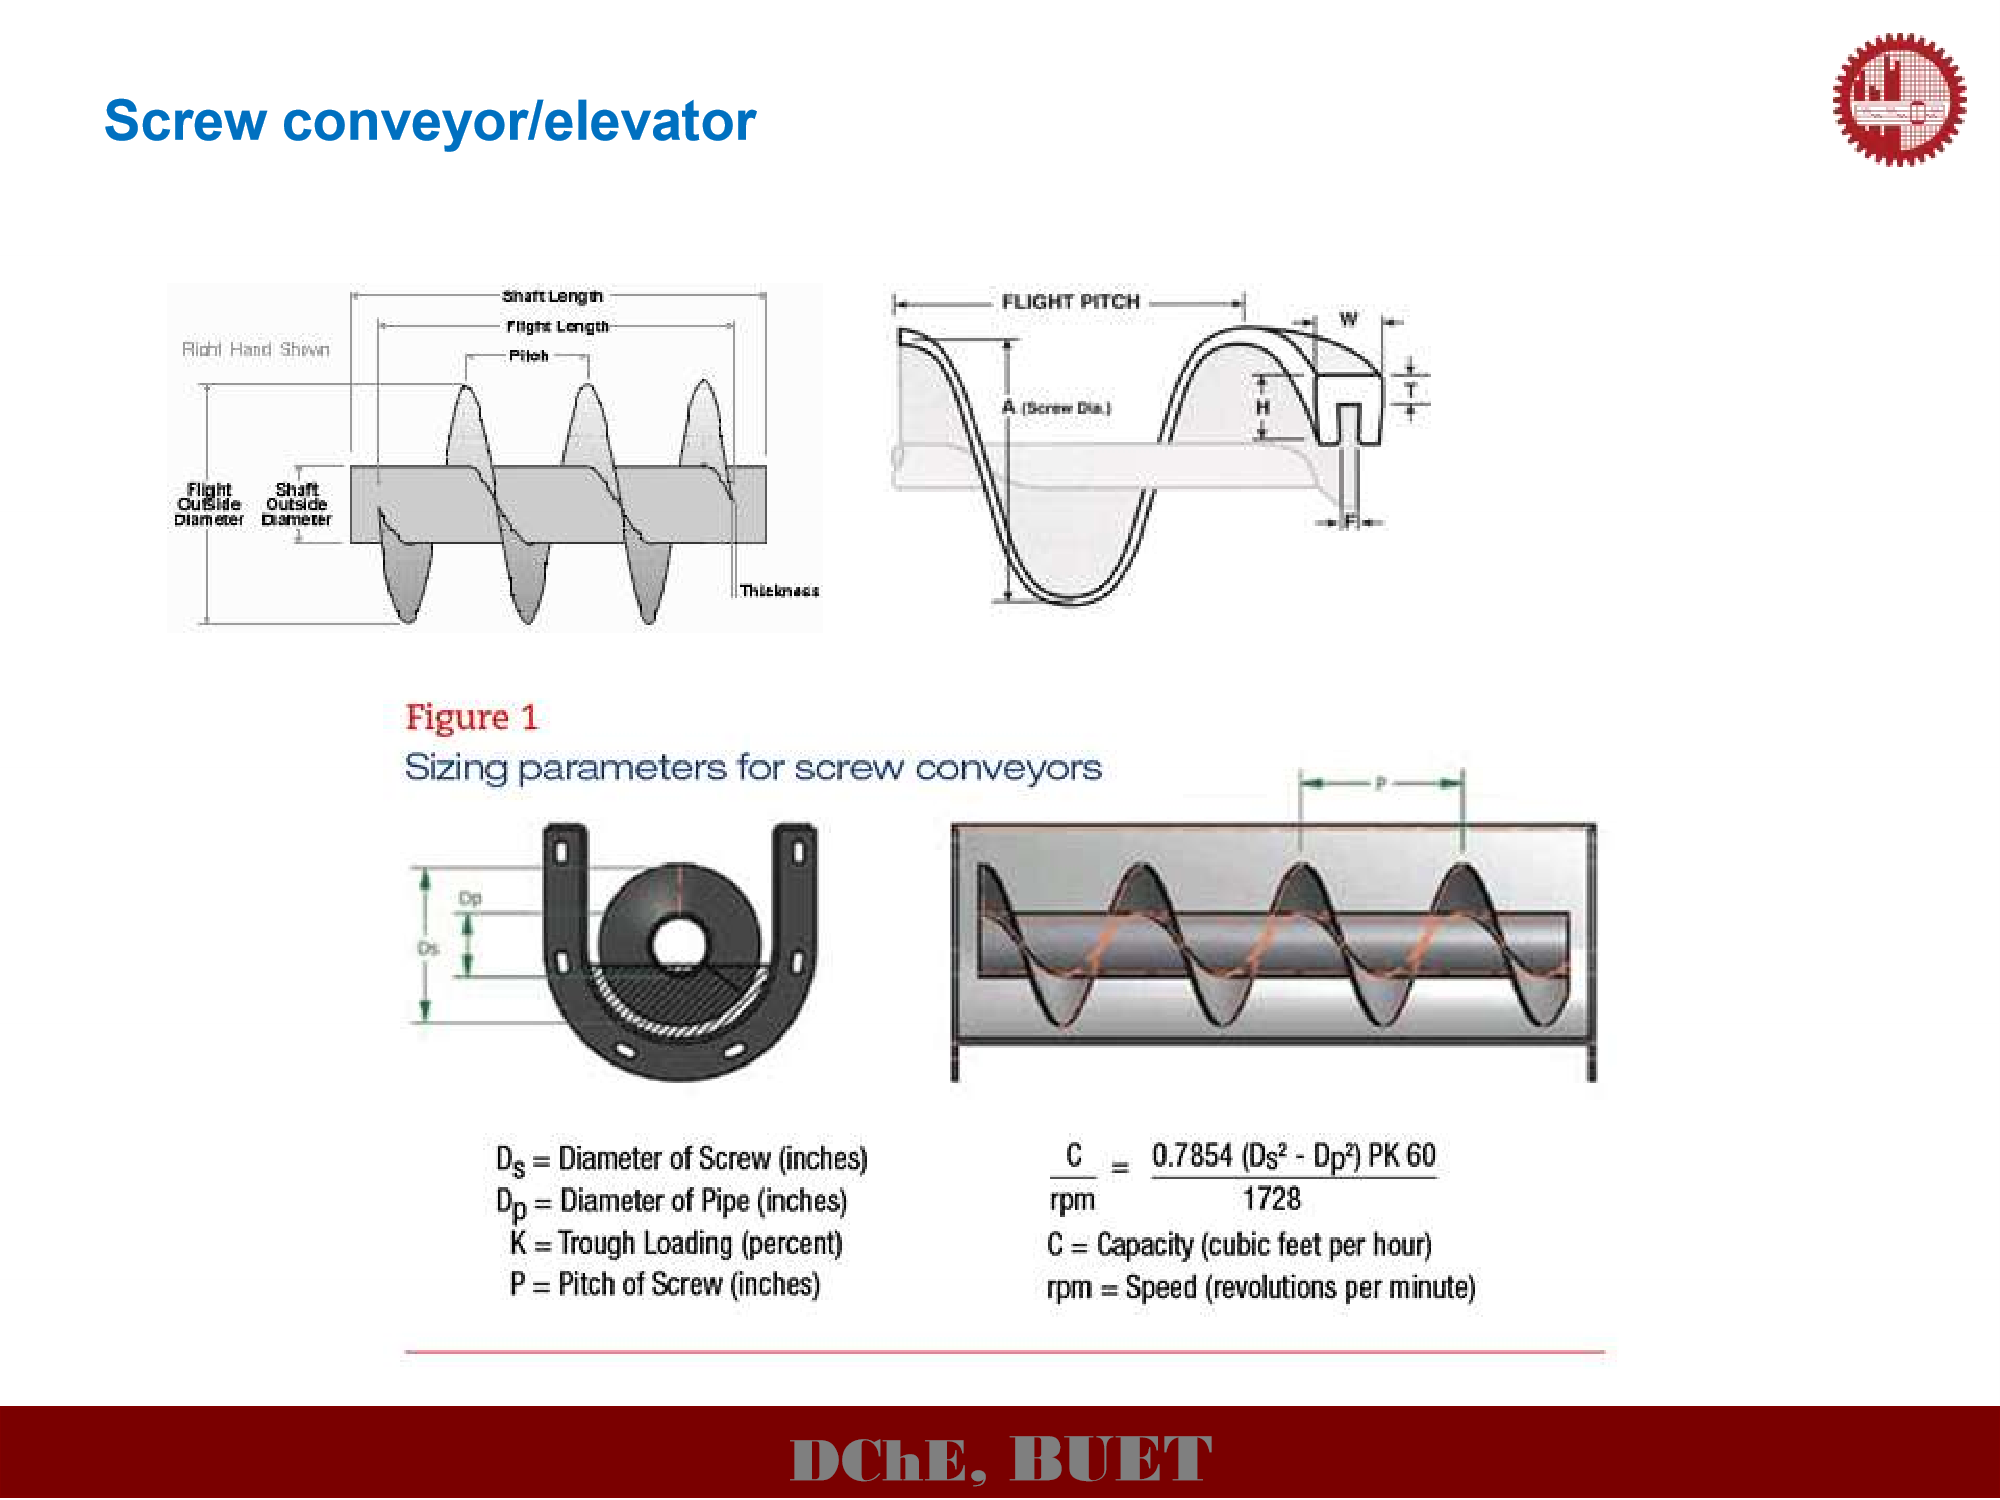 Screw conveyor/elevator
Shaft Length
Flight Length
Pitch
Right Hand Shown
Flight
Outside
Diameter
Shaft
Outside
Diameter
Thickness
FLIGHT PITCH
W
T
A (Screw Dia.)
H
F
Figure 1
Sizing parameters for screw conveyors
P
Dp
Ds
Ds = Diameter of Screw (inches)
Dp = Diameter of Pipe (inches)
K = Trough Loading (percent)
P = Pitch of Screw (inches)
C / rpm = 0.7854 (Ds² - Dp²) PK 60 / 1728
C = Capacity (cubic feet per hour)
rpm = Speed (revolutions per minute)
DChE, BUET